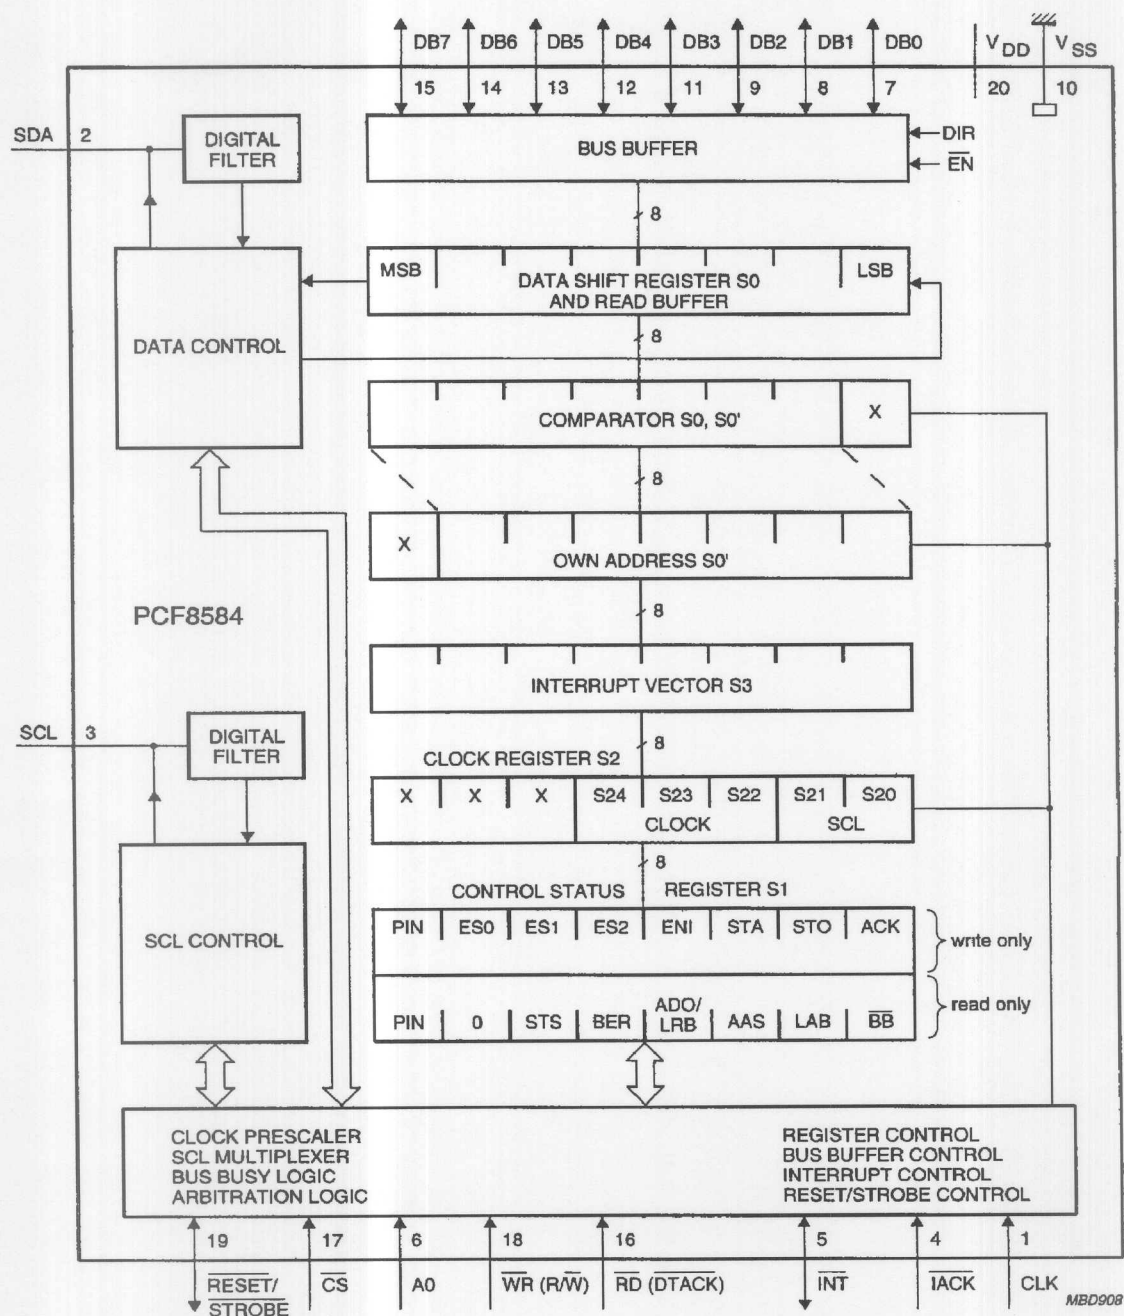 DB7 DB6 DB5 DB4 DB3 DB2 DB1 DB0 VDD VSS
15 14 13 12 11 9 8 7 20 10
SDA 2
DIGITAL
FILTER
BUS BUFFER
DIR
EN
8
MSB
DATA SHIFT REGISTER S0
AND READ BUFFER
LSB
8
DATA CONTROL
COMPARATOR S0, S0'
X
8
X
OWN ADDRESS S0'
8
PCF8584
INTERRUPT VECTOR S3
SCL 3
DIGITAL
FILTER
8
CLOCK REGISTER S2
X X X S24 S23 S22 S21 S20
CLOCK SCL
8
CONTROL STATUS REGISTER S1
PIN ES0 ES1 ES2 ENI STA STO ACK
write only
SCL CONTROL
PIN 0 STS BER ADO/
LRB AAS LAB BB
read only
CLOCK PRESCALER
SCL MULTIPLEXER
BUS BUSY LOGIC
ARBITRATION LOGIC
REGISTER CONTROL
BUS BUFFER CONTROL
INTERRUPT CONTROL
RESET/STROBE CONTROL
19 17 6 18 16 5 4 1
RESET/
STROBE
CS A0 WR (R/W) RD (DTACK) INT IACK CLK
MBD908